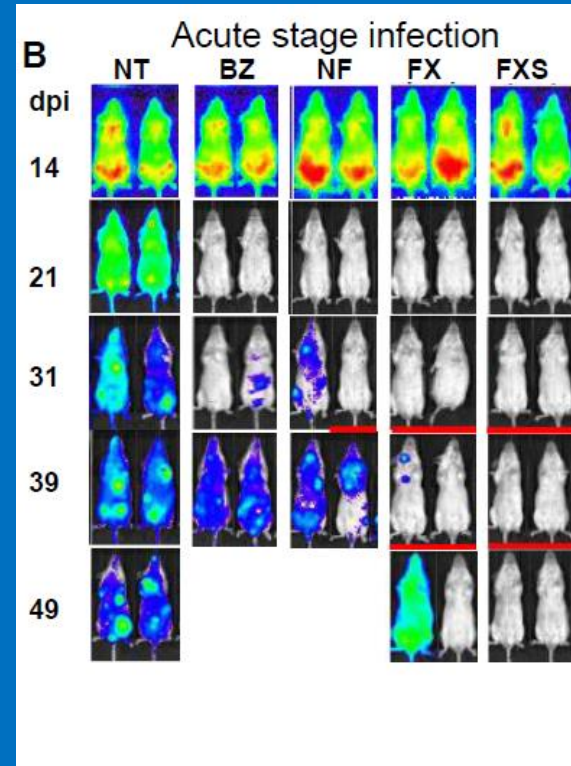 Acute stage infection
B
NT BZ NF FX FXS
dpi
14
21
31
39
49